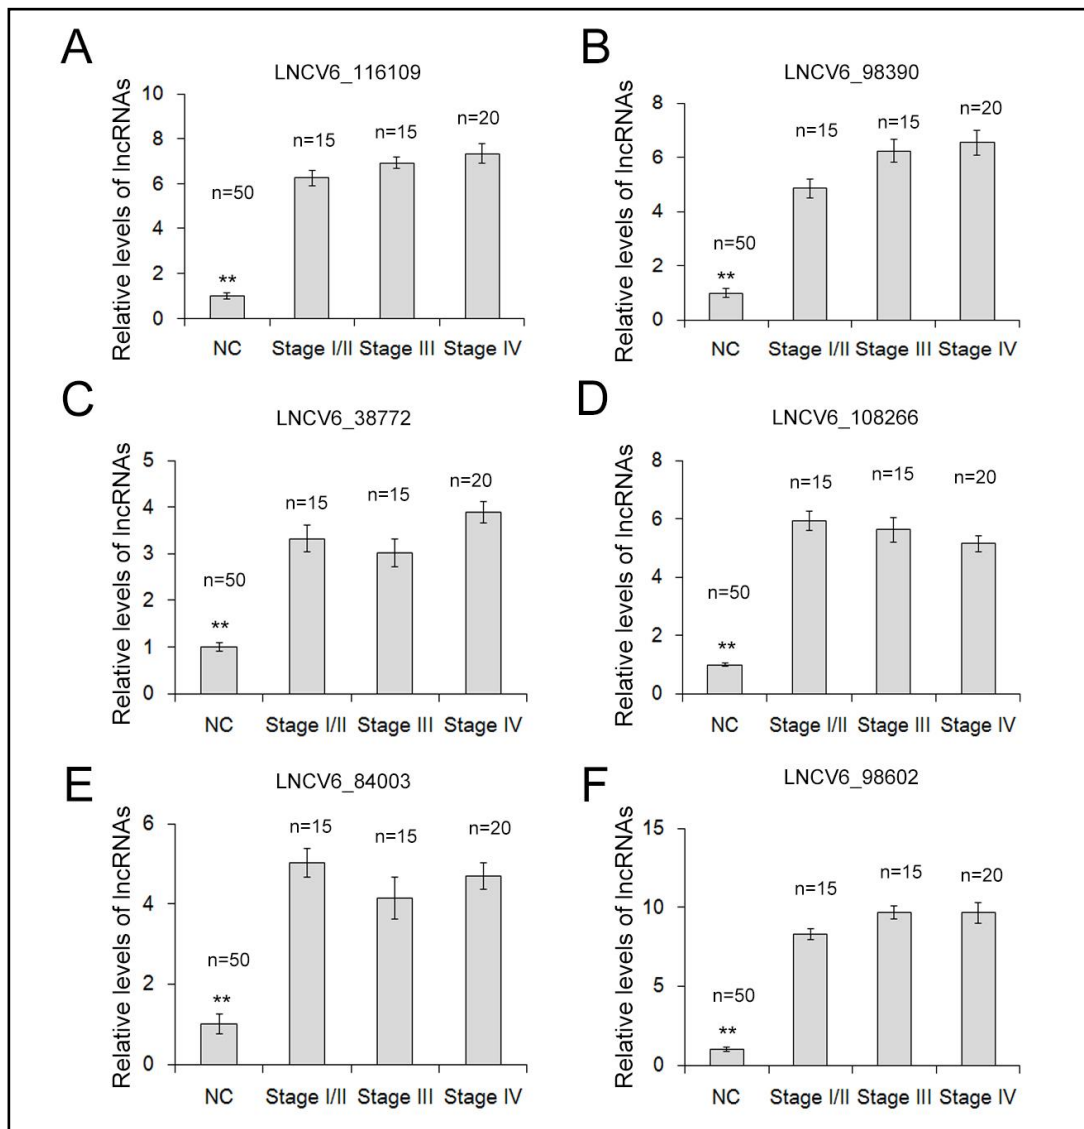 A
LNCV6_116109
Relative levels of lncRNAs
10
8
6
4
2
0
n=50
n=15
n=15
n=20
**
NC
Stage I/II
Stage III
Stage IV
B
LNCV6_98390
Relative levels of lncRNAs
8
6
4
2
0
n=50
n=15
n=15
n=20
**
NC
Stage I/II
Stage III
Stage IV
C
LNCV6_38772
Relative levels of lncRNAs
5
4
3
2
1
0
n=50
n=15
n=15
n=20
**
NC
Stage I/II
Stage III
Stage IV
D
LNCV6_108266
Relative levels of lncRNAs
8
6
4
2
0
n=50
n=15
n=15
n=20
**
NC
Stage I/II
Stage III
Stage IV
E
LNCV6_84003
Relative levels of lncRNAs
6
4
2
0
n=50
n=15
n=15
n=20
**
NC
Stage I/II
Stage III
Stage IV
F
LNCV6_98602
Relative levels of lncRNAs
15
10
5
0
n=50
n=15
n=15
n=20
**
NC
Stage I/II
Stage III
Stage IV